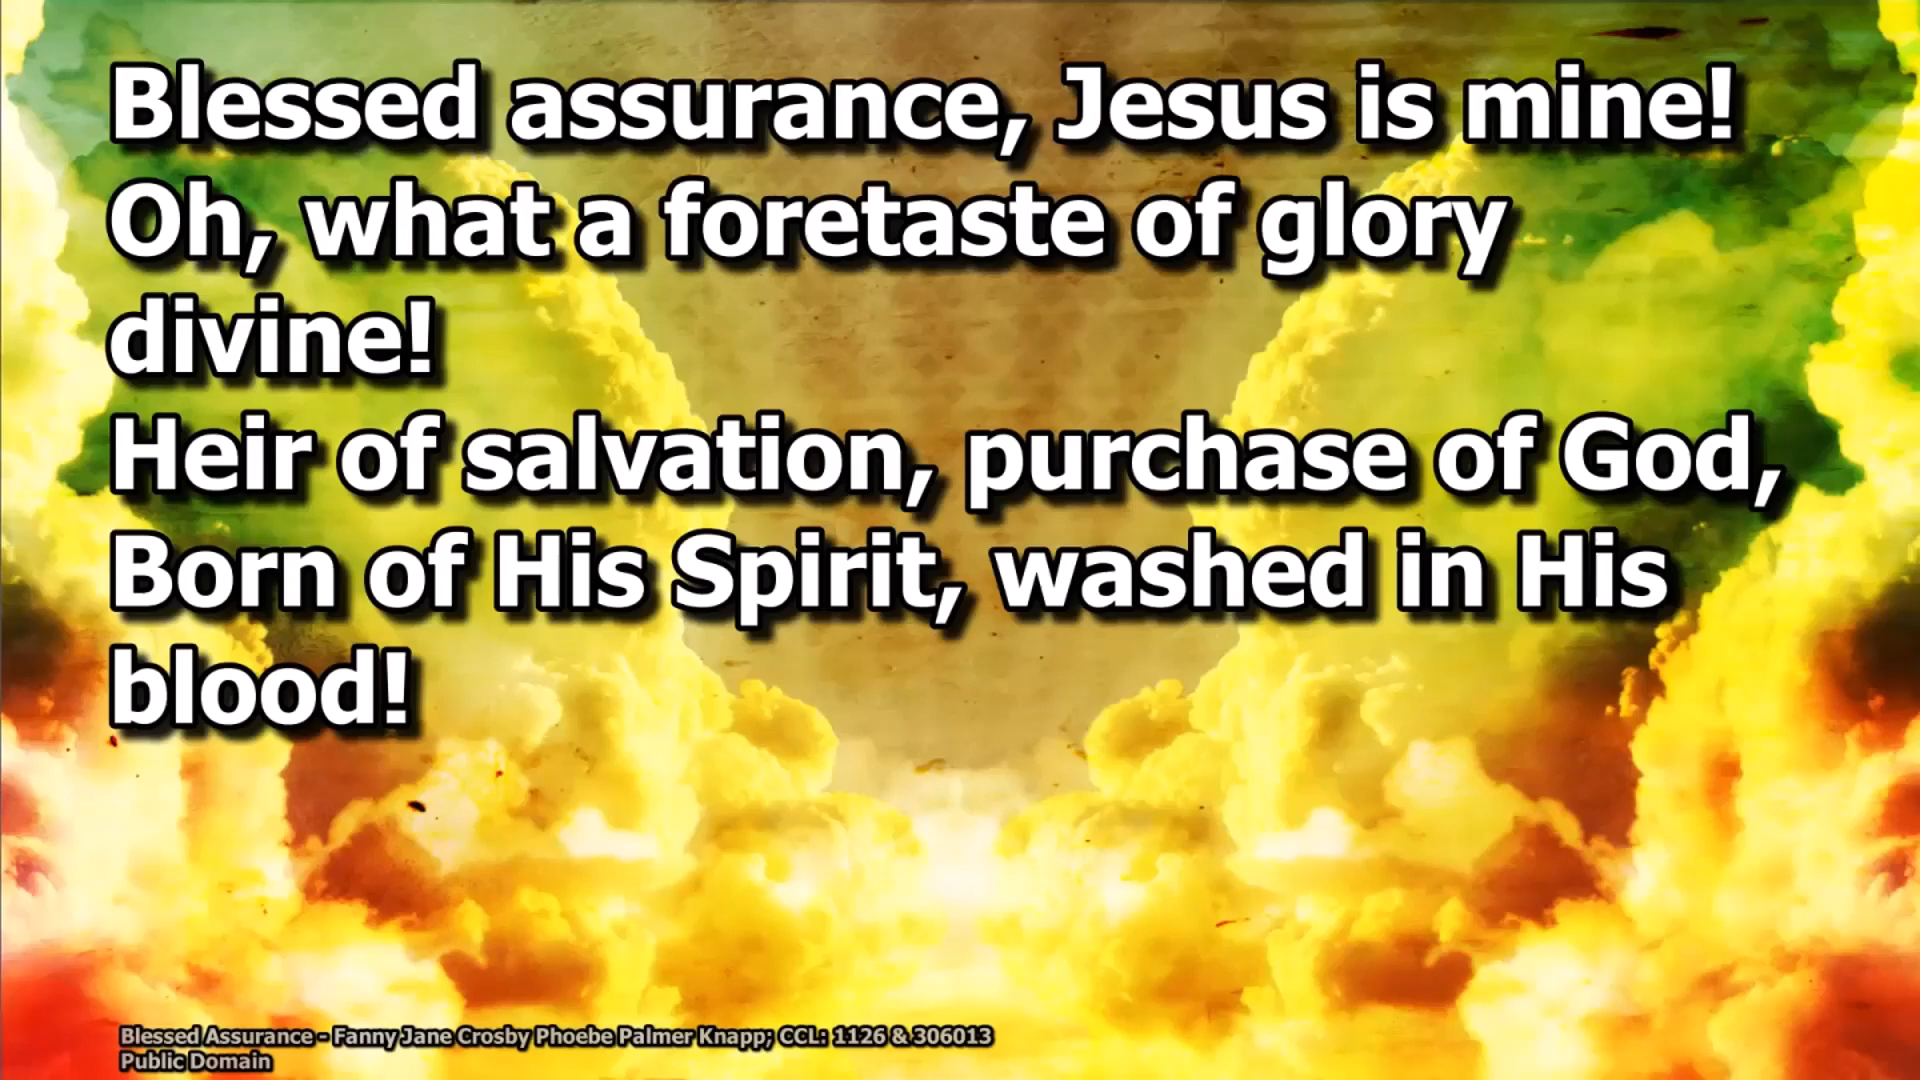 Blessed assurance, Jesus is mine!
Oh, what a foretaste of glory
divine!
Heir of salvation, purchase of God,
Born of His Spirit, washed in His
blood!
Blessed Assurance - Fanny Jane Crosby Phoebe Palmer Knapp; CCL: 1126 & 306013
Public Domain